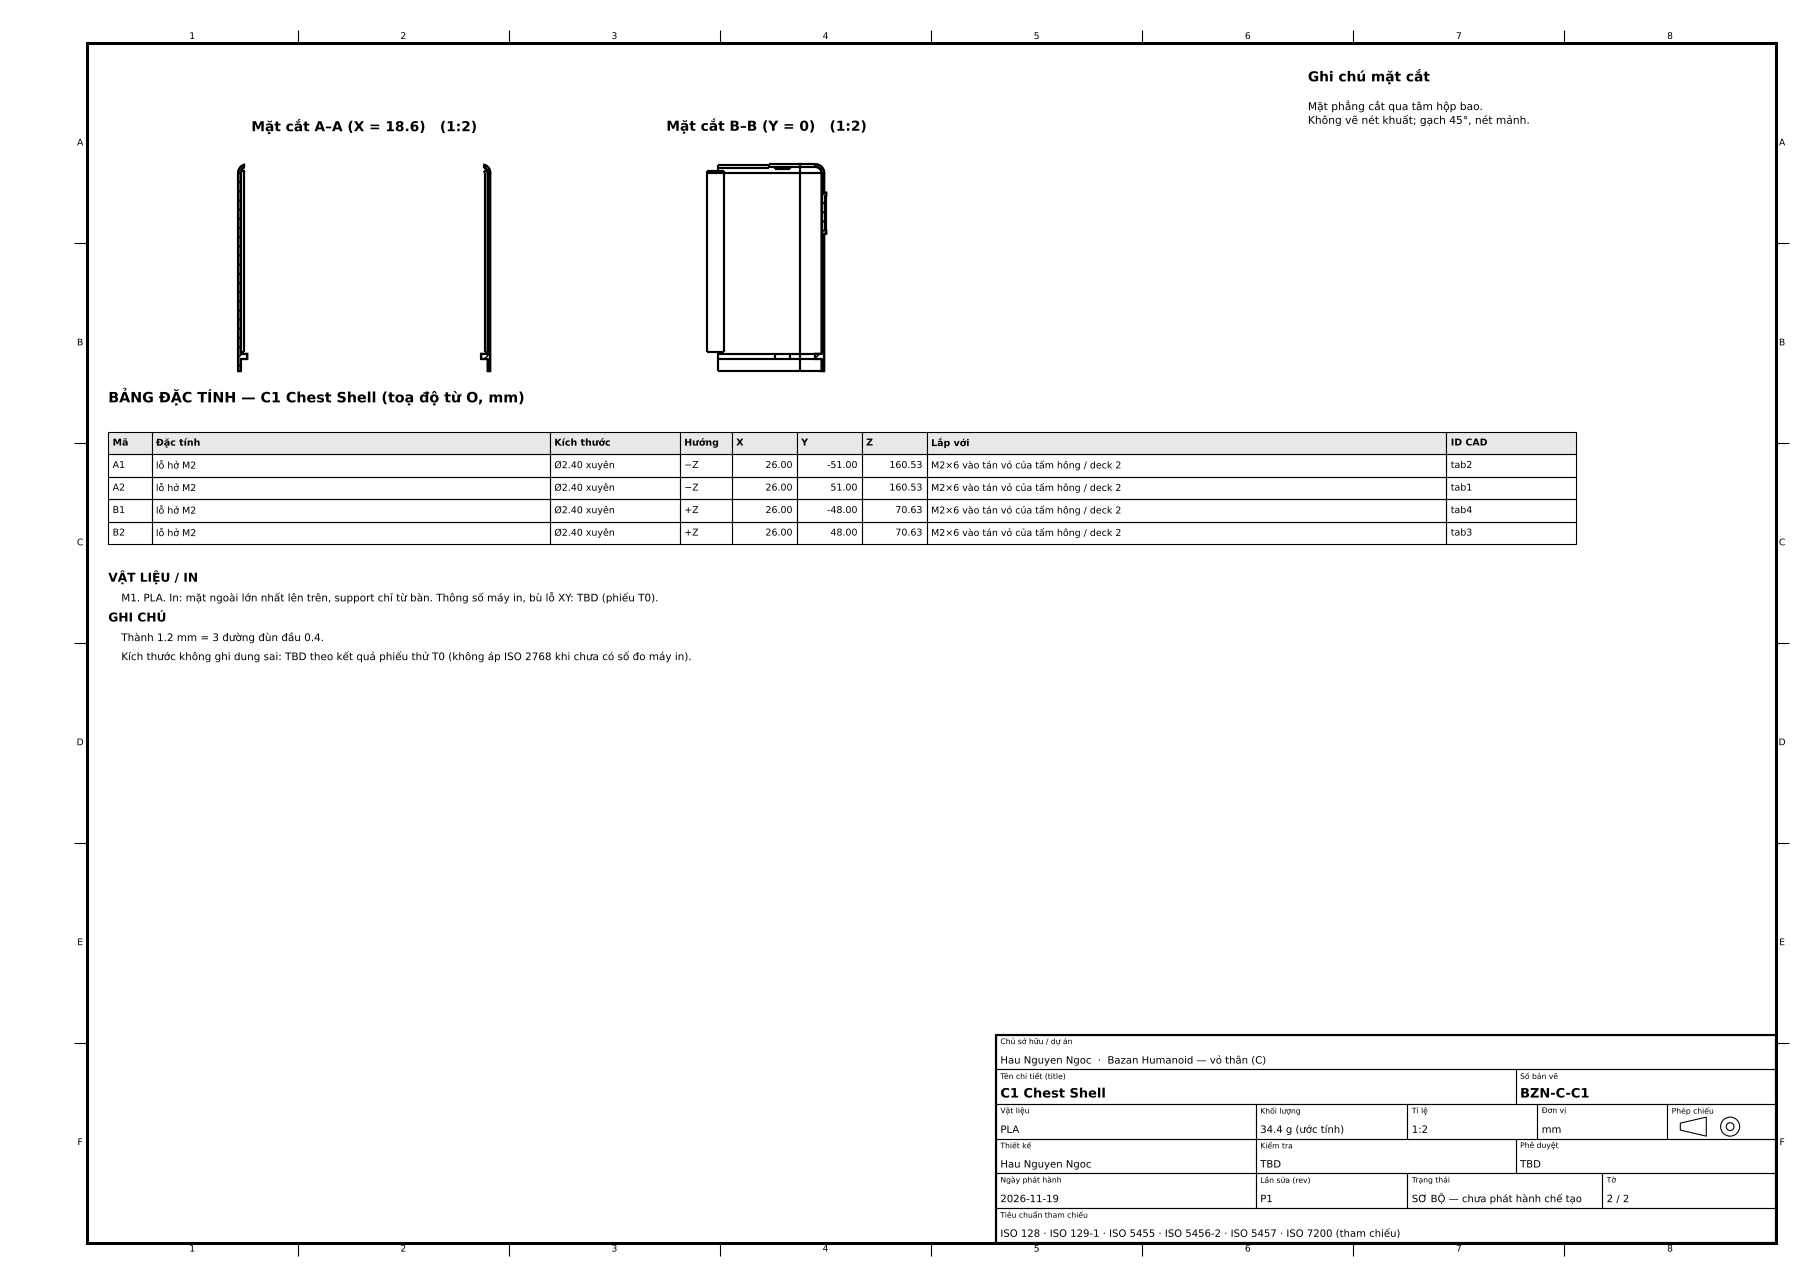 1 2 3 4 5 6 7 8
Ghi chú mặt cắt
Mặt phẳng cắt qua tâm hộp bao.
Không vẽ nét khuất; gạch 45°, nét mảnh.
Mặt cắt A–A (X = 18.6) (1:2)
Mặt cắt B–B (Y = 0) (1:2)
A A
B B
BẢNG ĐẶC TÍNH — C1 Chest Shell (toạ độ từ O, mm)
Mã Đặc tính Kích thước Hướng X Y Z Lắp với ID CAD
A1 lỗ hở M2 Ø2.40 xuyên −Z 26.00 -51.00 160.53 M2×6 vào tán vỏ của tấm hông / deck 2 tab2
A2 lỗ hở M2 Ø2.40 xuyên −Z 26.00 51.00 160.53 M2×6 vào tán vỏ của tấm hông / deck 2 tab1
B1 lỗ hở M2 Ø2.40 xuyên +Z 26.00 -48.00 70.63 M2×6 vào tán vỏ của tấm hông / deck 2 tab4
B2 lỗ hở M2 Ø2.40 xuyên +Z 26.00 48.00 70.63 M2×6 vào tán vỏ của tấm hông / deck 2 tab3
C C
VẬT LIỆU / IN
M1. PLA. In: mặt ngoài lớn nhất lên trên, support chỉ từ bàn. Thông số máy in, bù lỗ XY: TBD (phiếu T0).
GHI CHÚ
Thành 1.2 mm = 3 đường đùn đầu 0.4.
Kích thước không ghi dung sai: TBD theo kết quả phiếu thử T0 (không áp ISO 2768 khi chưa có số đo máy in).
D D
E E
Chủ sở hữu / dự án
Hau Nguyen Ngoc · Bazan Humanoid — vỏ thân (C)
Tên chi tiết (title) Số bản vẽ
C1 Chest Shell BZN-C-C1
Vật liệu Khối lượng Tỉ lệ Đơn vị Phép chiếu
PLA 34.4 g (ước tính) 1:2 mm
F F
Thiết kế Kiểm tra Phê duyệt
Hau Nguyen Ngoc TBD TBD
Ngày phát hành Lần sửa (rev) Trạng thái Tờ
2026-11-19 P1 SƠ BỘ — chưa phát hành chế tạo 2 / 2
Tiêu chuẩn tham chiếu
ISO 128 · ISO 129-1 · ISO 5455 · ISO 5456-2 · ISO 5457 · ISO 7200 (tham chiếu)
1 2 3 4 5 6 7 8